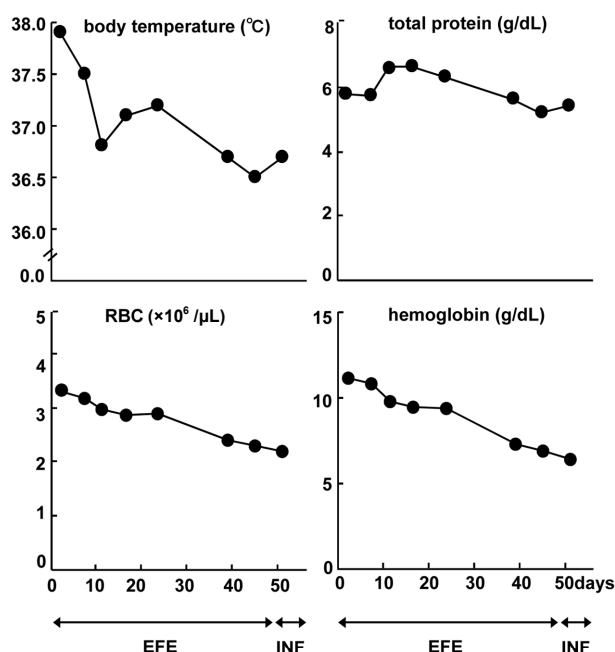 body temperature (℃)
38.0
37.5
37.0
36.5
36.0
0.0
total protein (g/dL)
8
6
4
2
0
RBC (×10⁶ /μL)
5
4
3
2
1
0
0 10 20 30 40 50
hemoglobin (g/dL)
15
10
5
0
0 10 20 30 40 50days
EFE INF
EFE INF